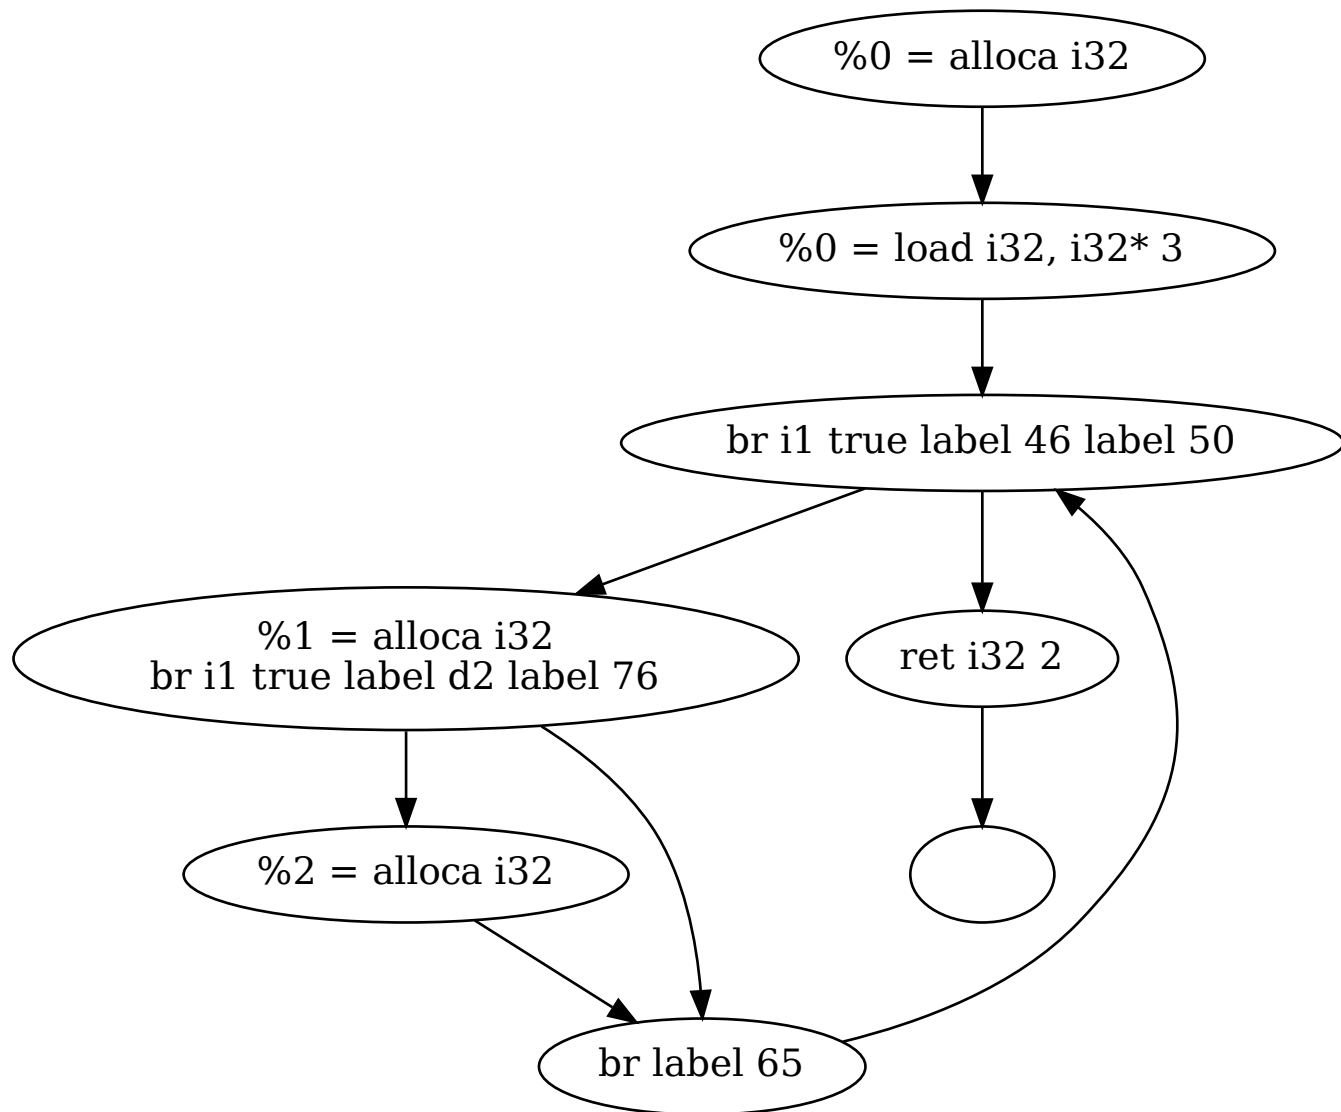 %0 = alloca i32
%0 = load i32, i32* 3
br i1 true label 46 label 50
%1 = alloca i32
br i1 true label d2 label 76
ret i32 2
%2 = alloca i32
br label 65